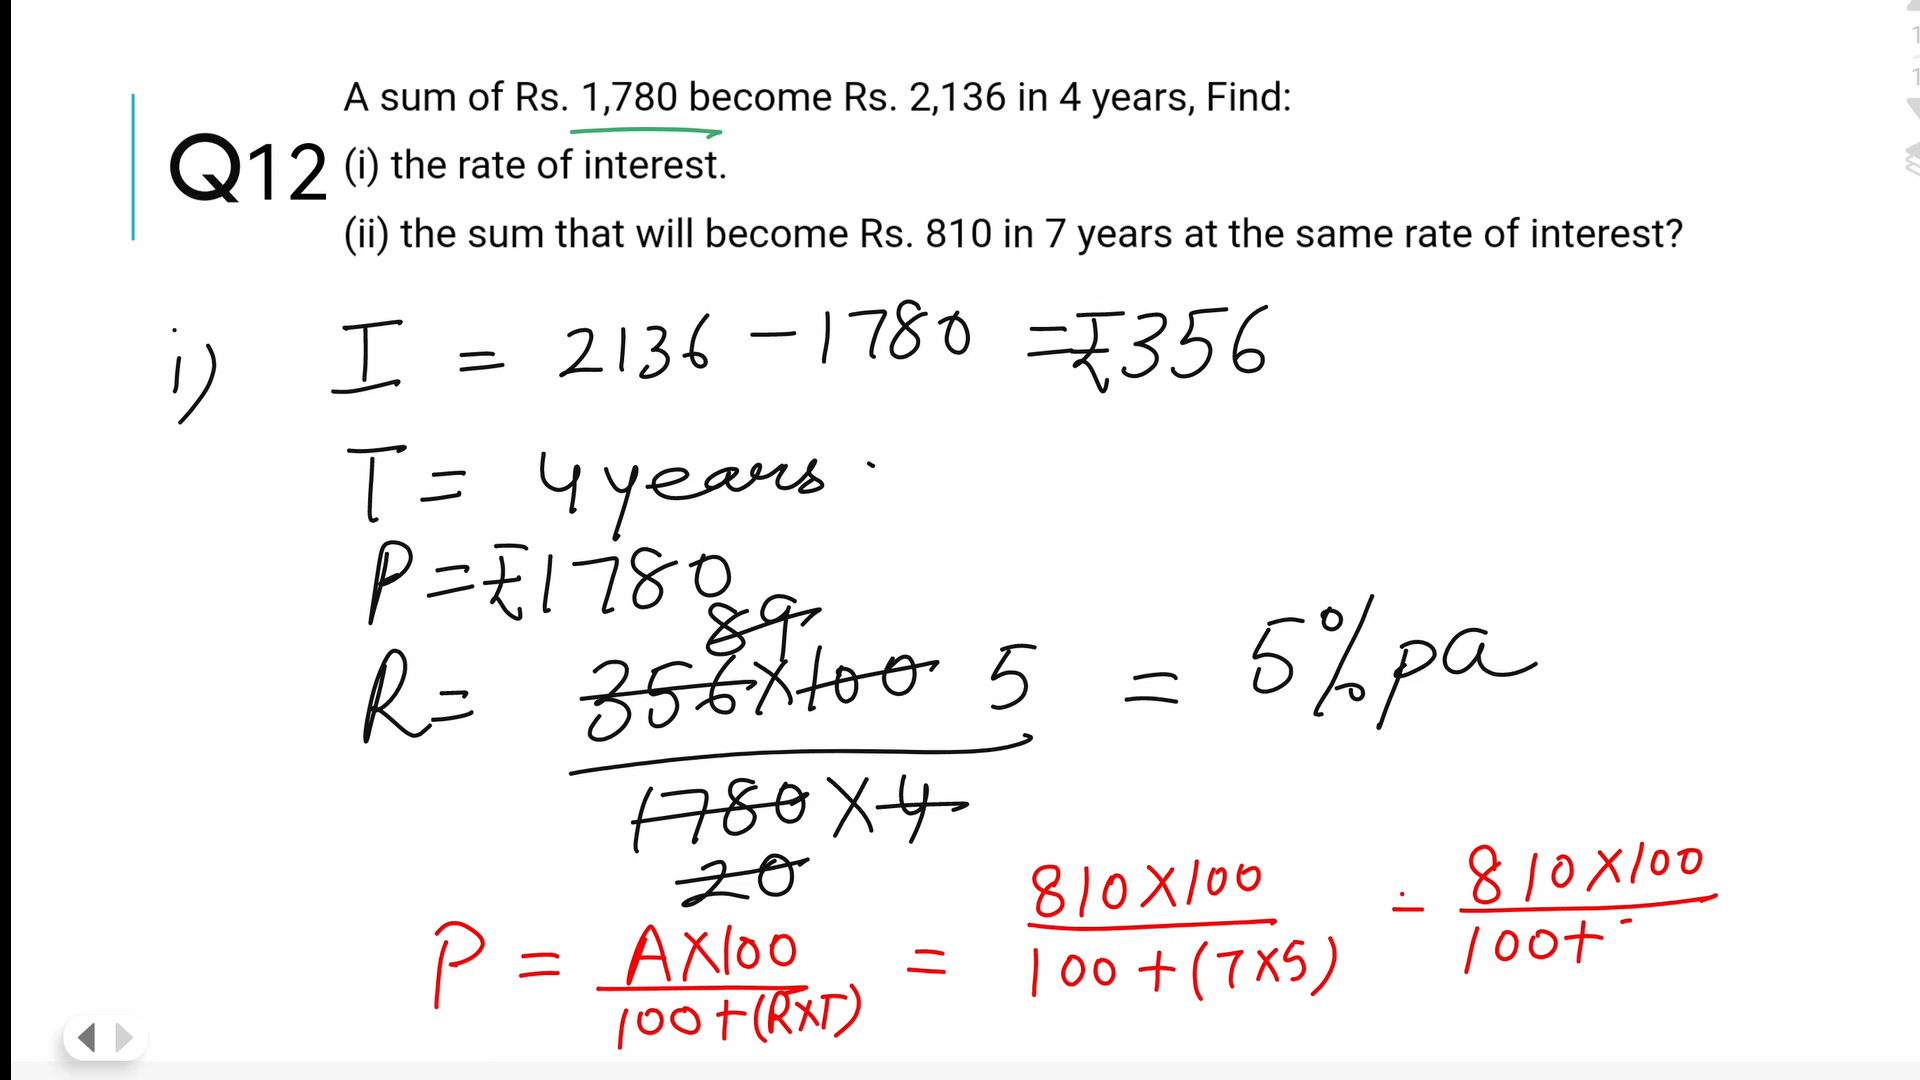 A sum of Rs. 1,780 become Rs. 2,136 in 4 years, Find:
Q12 (i) the rate of interest.
(ii) the sum that will become Rs. 810 in 7 years at the same rate of interest?
i) I = 2136 - 1780 = ₹356
T = 4 years.
P = ₹1780
89
R = 356 X 100 5 = 5% pa
1780 X 4
20
P = A X 100 / 100 + (R X T) = 810 X 100 / 100 + (7 X 5) = 810 X 100 / 100 +